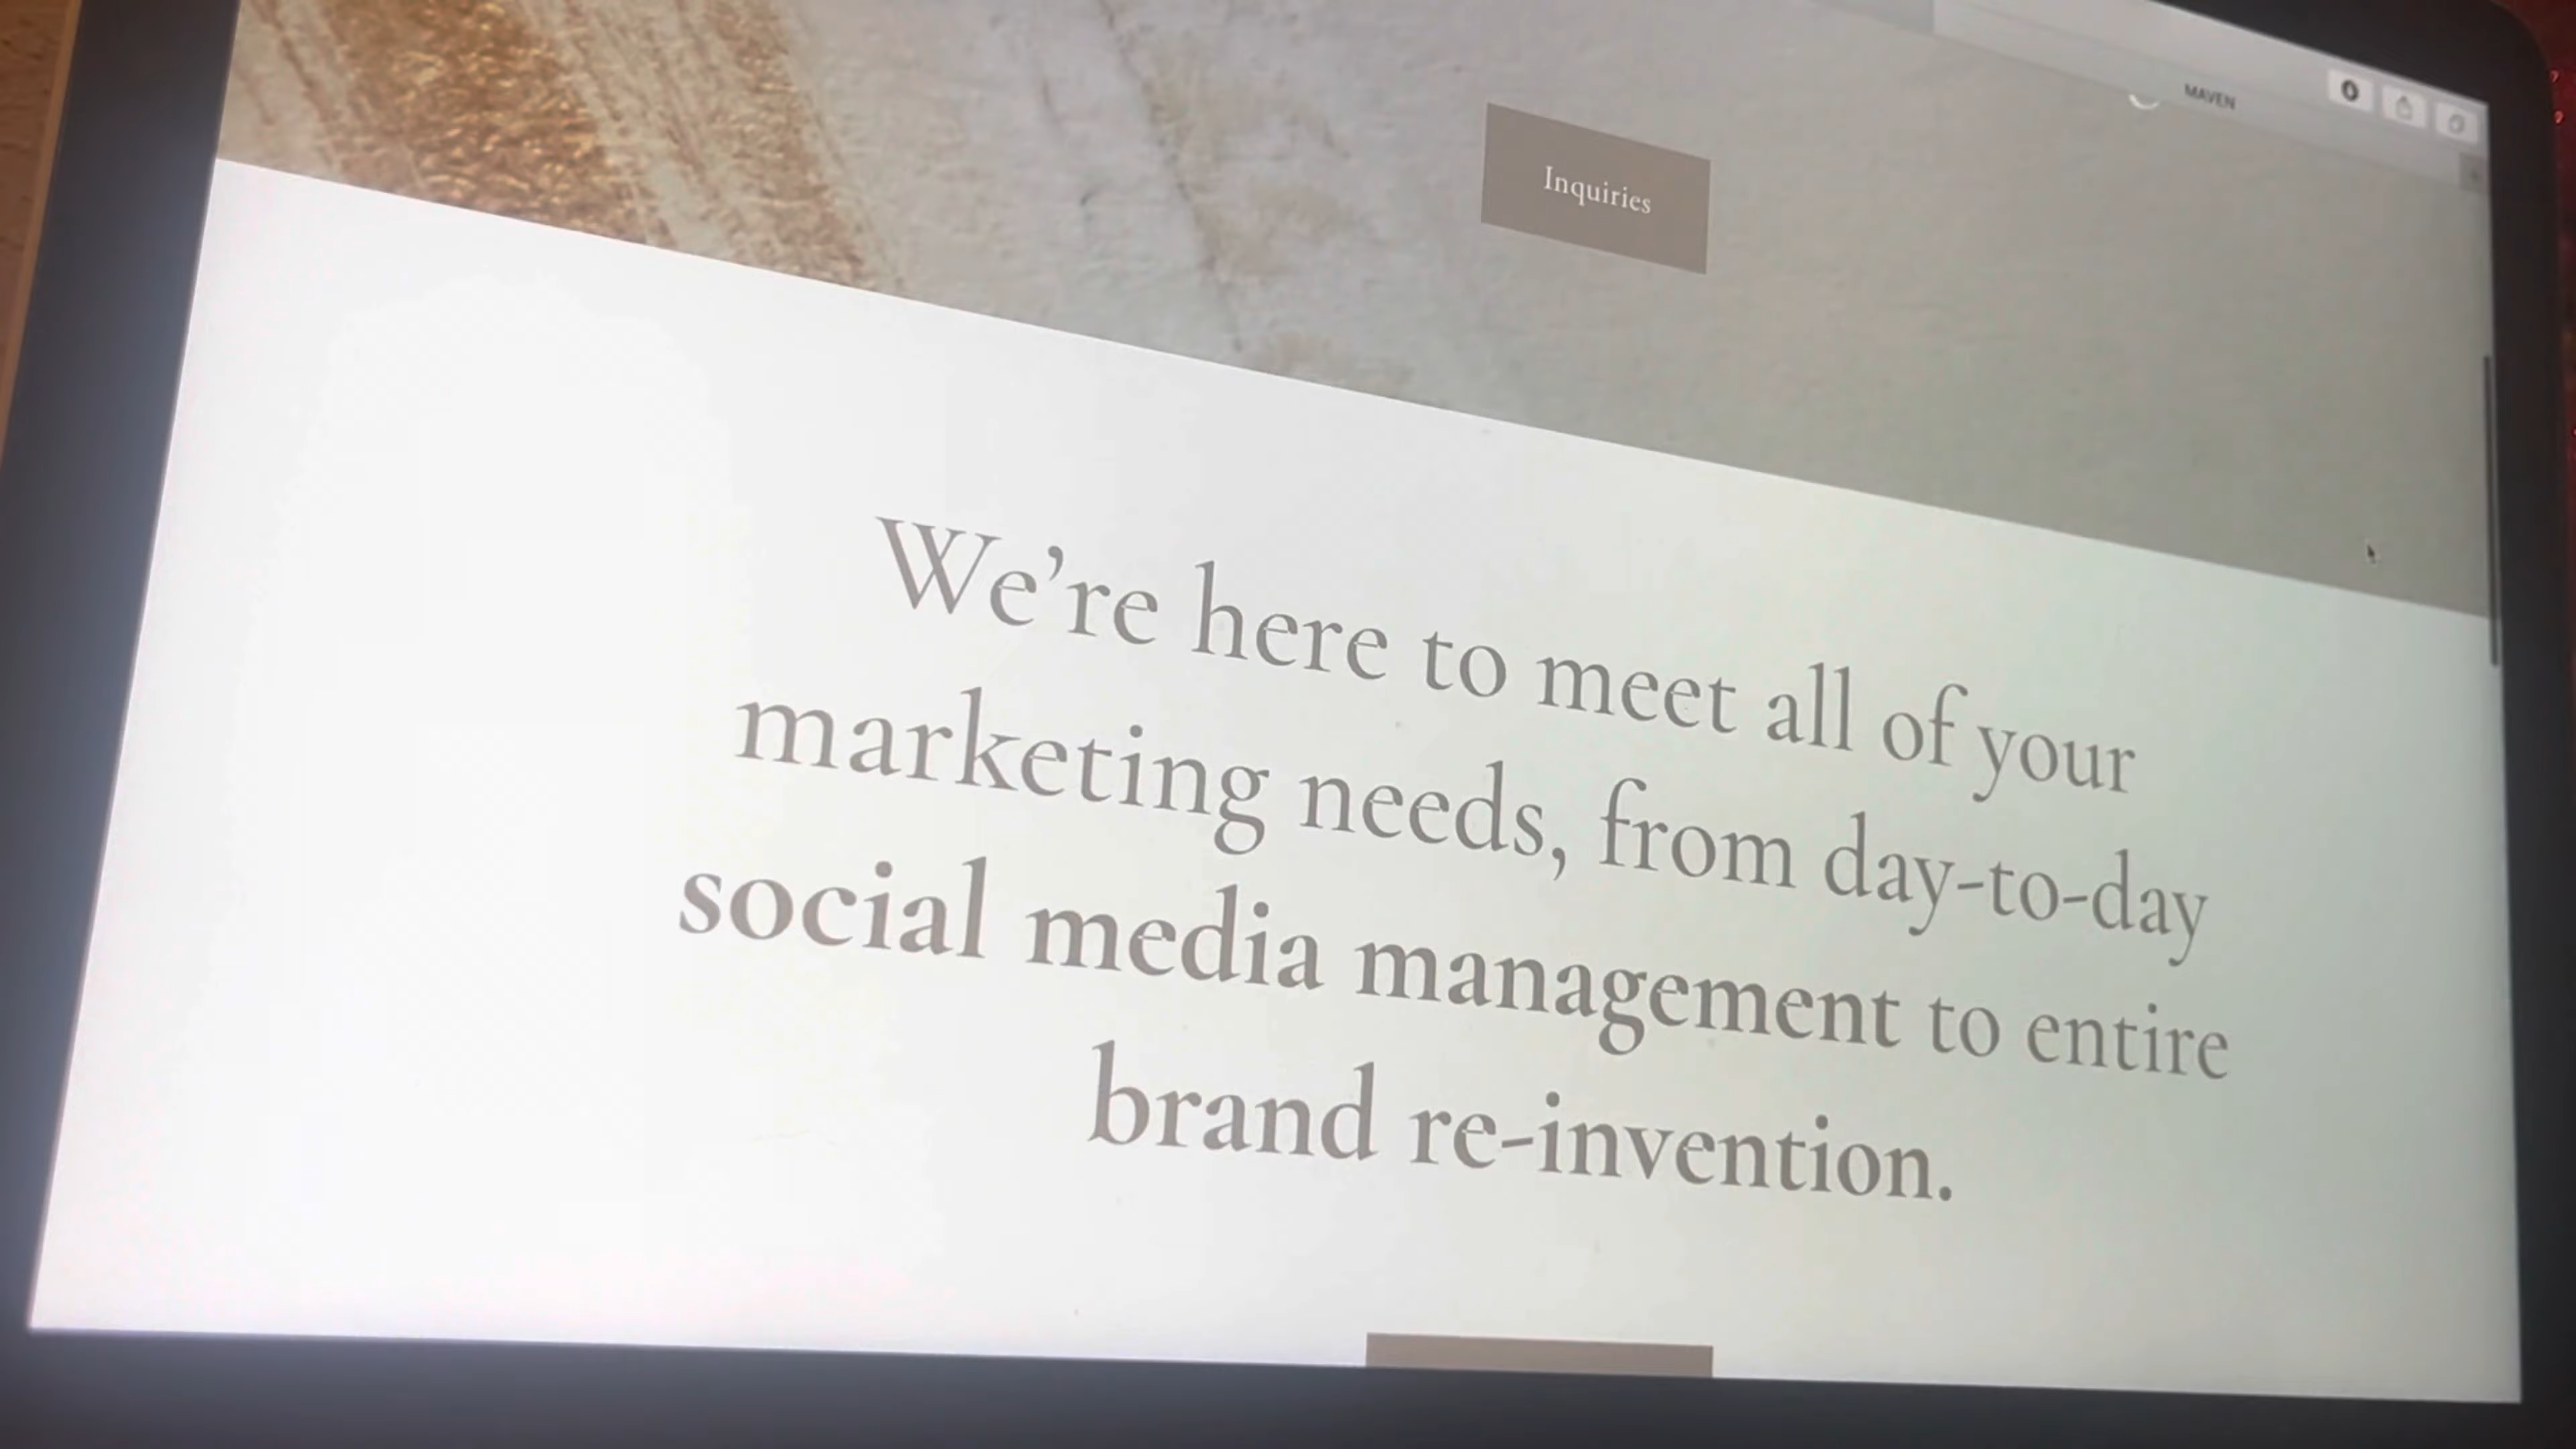 MAVEN
Inquiries
We're here to meet all of your
marketing needs, from day-to-day
social media management to entire
brand re-invention.